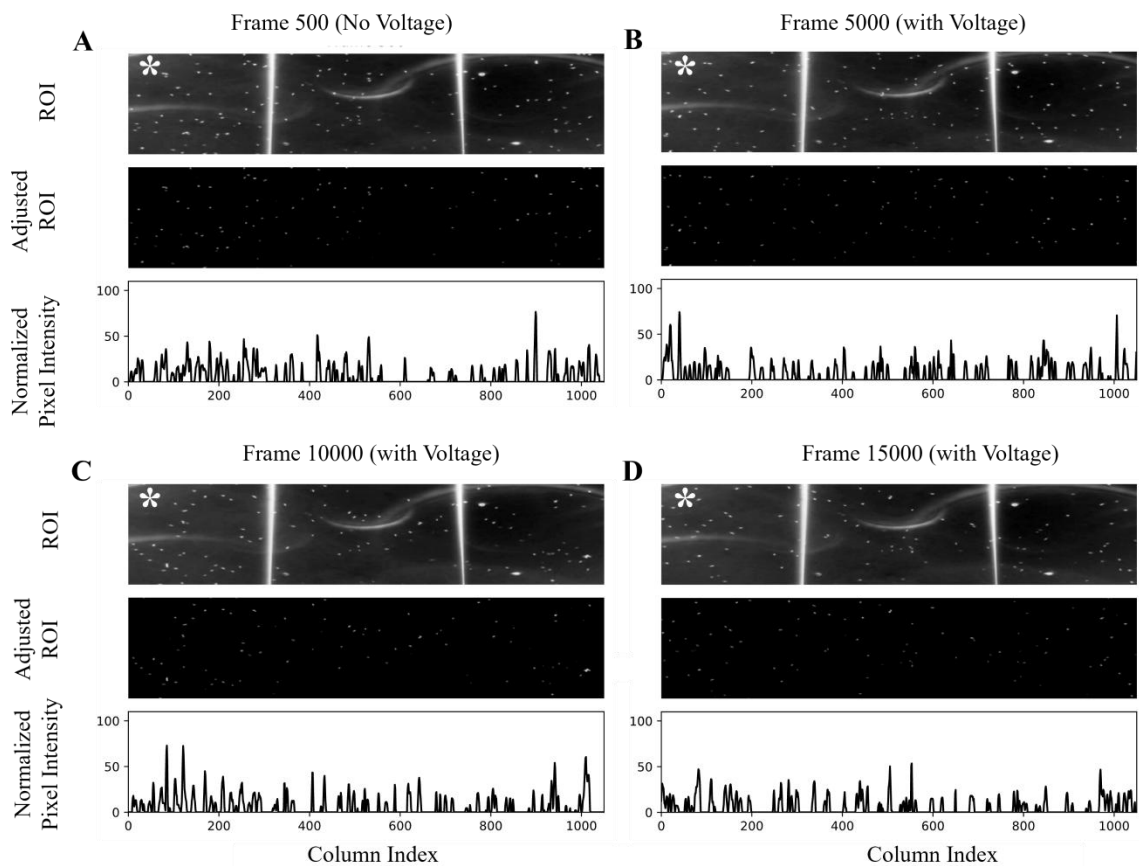 Frame 500 (No Voltage)
Frame 5000 (with Voltage)
A
B
*
*
ROI
Adjusted
ROI
Normalized
Pixel Intensity
100
50
0
0
200
400
600
800
1000
100
50
0
0
200
400
600
800
1000
Frame 10000 (with Voltage)
Frame 15000 (with Voltage)
C
D
*
*
ROI
Adjusted
ROI
Normalized
Pixel Intensity
100
50
0
0
200
400
600
800
1000
100
50
0
0
200
400
600
800
1000
Column Index
Column Index